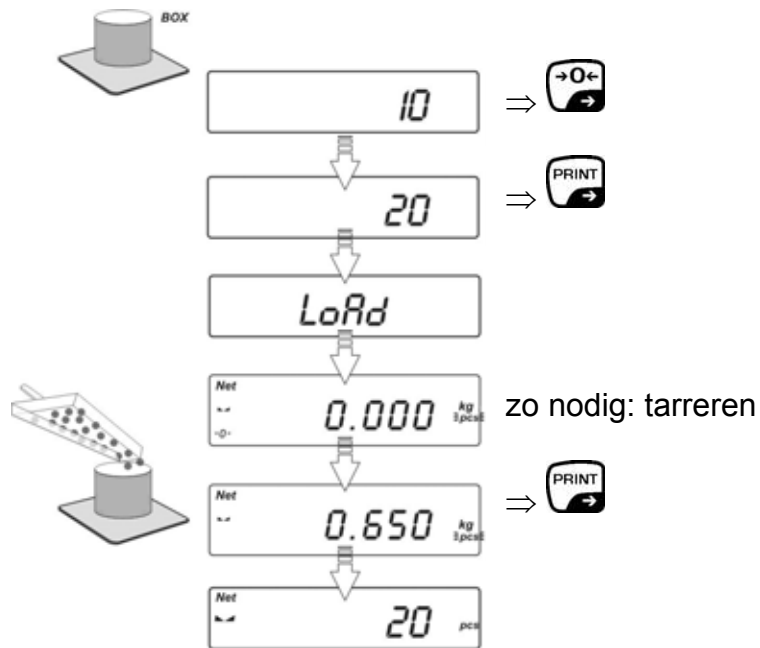 BOX
10 ⇒ →0←
20 ⇒ PRINT
LoAd
Net
0.000 kg
pcs
-0-
zo nodig: tarreren
Net
0.650 kg
pcs
⇒ PRINT
Net
20 pcs